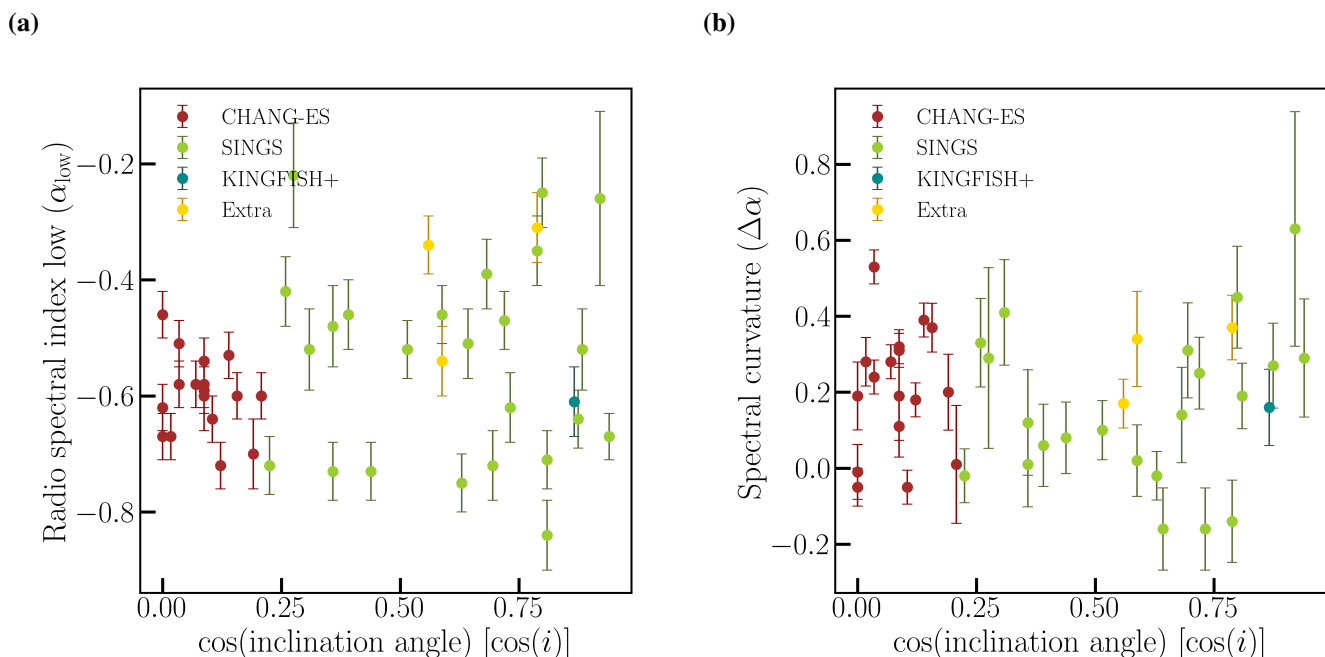 (a)
CHANG-ES
SINGS
KINGFISH+
Extra
−0.2
−0.4
−0.6
−0.8
Radio spectral index low (α_low)
0.00 0.25 0.50 0.75
cos(inclination angle) [cos(i)]
(b)
CHANG-ES
SINGS
KINGFISH+
Extra
0.8
0.6
0.4
0.2
0.0
−0.2
Spectral curvature (Δα)
0.00 0.25 0.50 0.75
cos(inclination angle) [cos(i)]